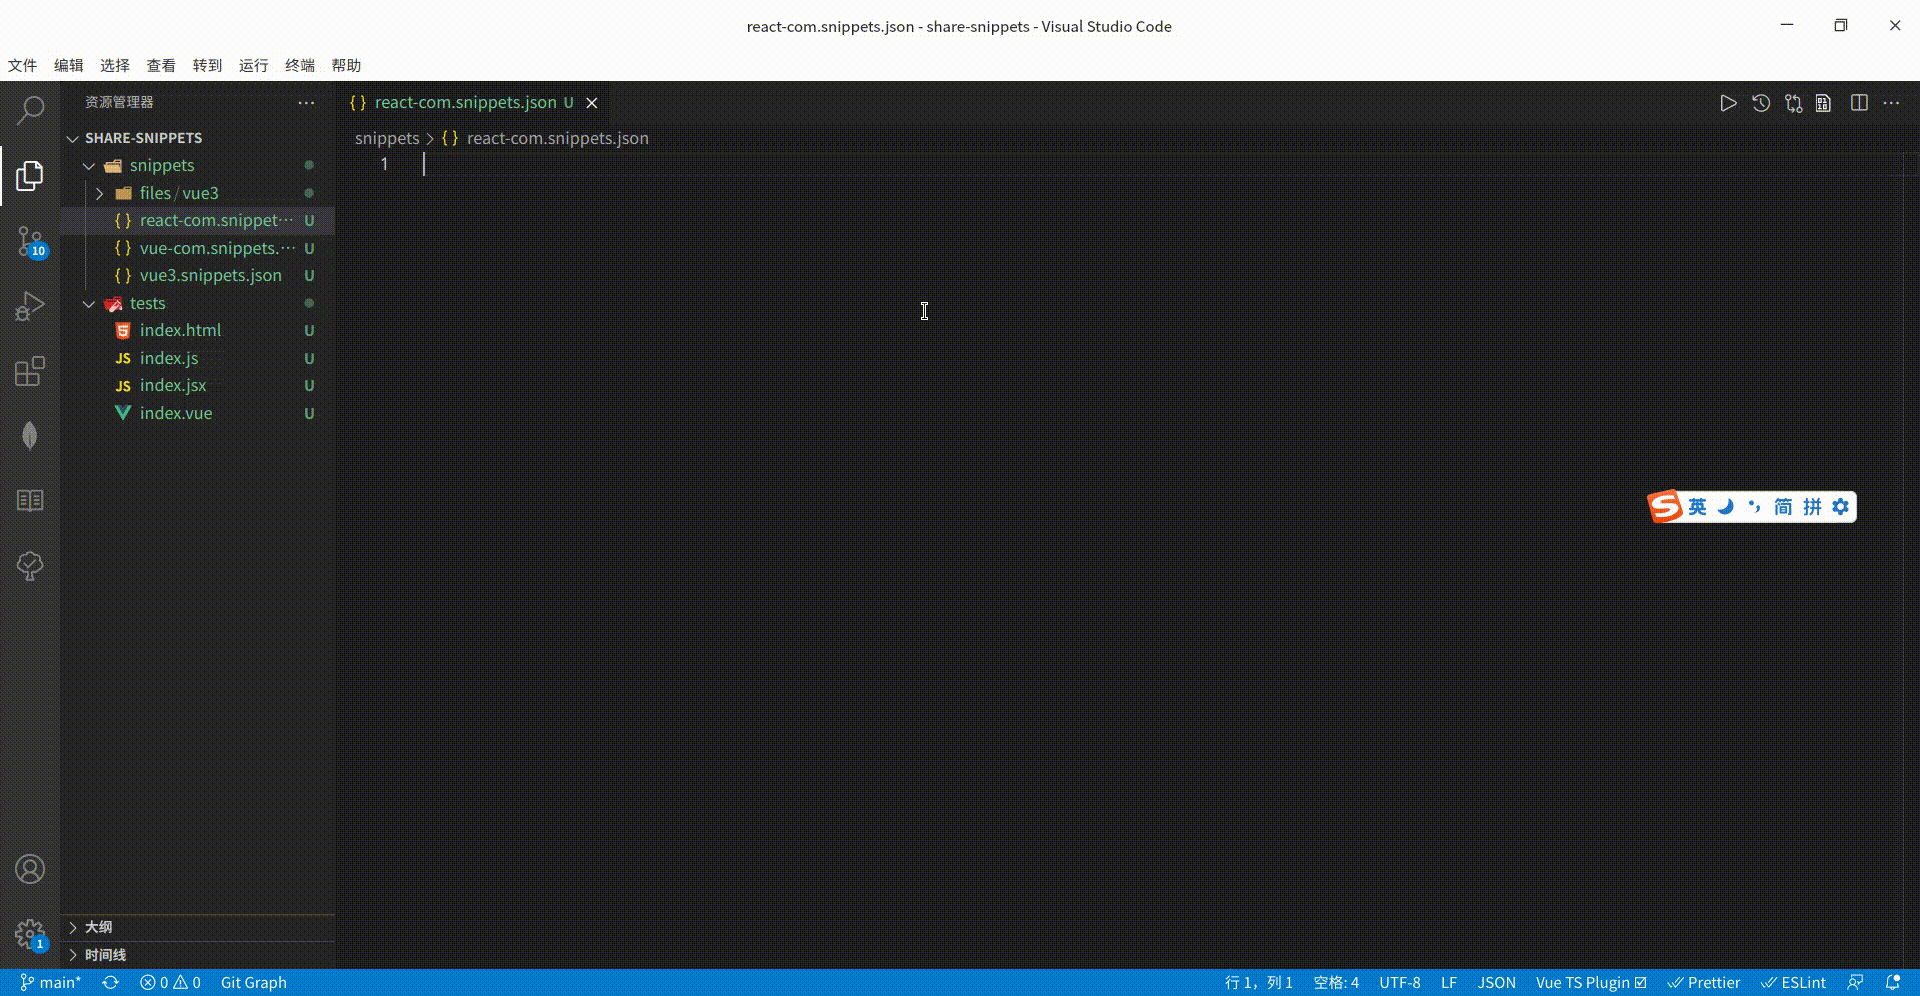 react-com.snippets.json - share-snippets - Visual Studio Code
文件 编辑 选择 查看 转到 运行 终端 帮助
资源管理器 ···
SHARE-SNIPPETS
snippets
files / vue3
react-com.snippet··· U
vue-com.snippets.··· U
vue3.snippets.json U
tests
index.html U
JS index.js U
JS index.jsx U
index.vue U
大纲
时间线
10
1
{ } react-com.snippets.json U
snippets > { } react-com.snippets.json
1
英 简 拼
main* 0 0 Git Graph 行 1，列 1 空格: 4 UTF-8 LF JSON Vue TS Plugin Prettier ESLint